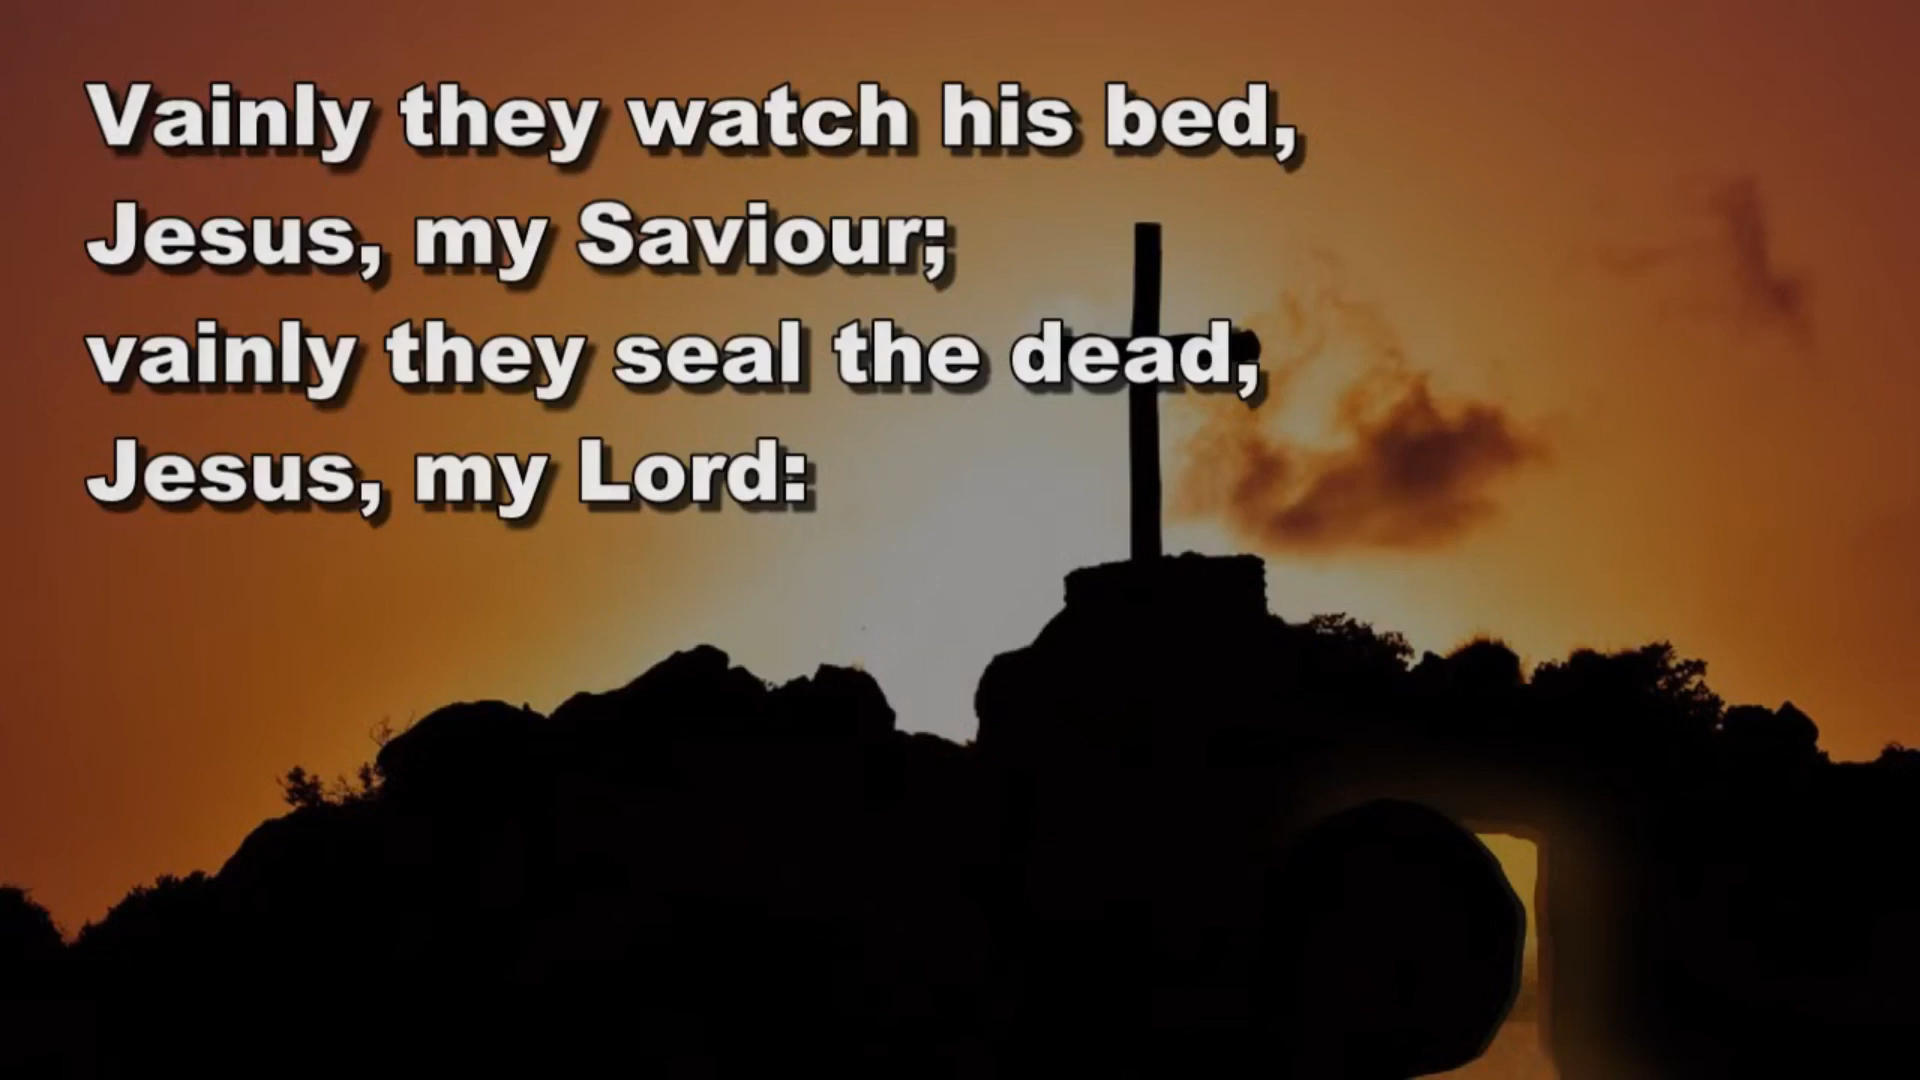 Vainly they watch his bed,
Jesus, my Saviour;
vainly they seal the dead,
Jesus, my Lord: